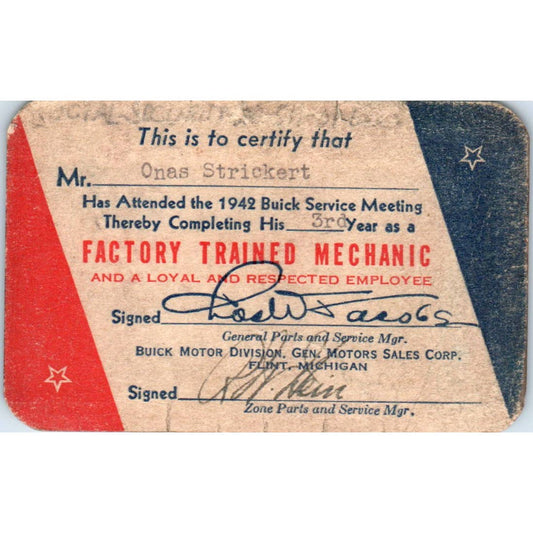 This is to certify that
Mr. Onas Strickert
Has Attended the 1942 Buick Service Meeting
Thereby Completing His 3rd Year as a
FACTORY TRAINED MECHANIC
AND A LOYAL AND RESPECTED EMPLOYEE
Signed
General Parts and Service Mgr.
BUICK MOTOR DIVISION, GEN. MOTORS SALES CORP.
FLINT, MICHIGAN
Signed
Zone Parts and Service Mgr.